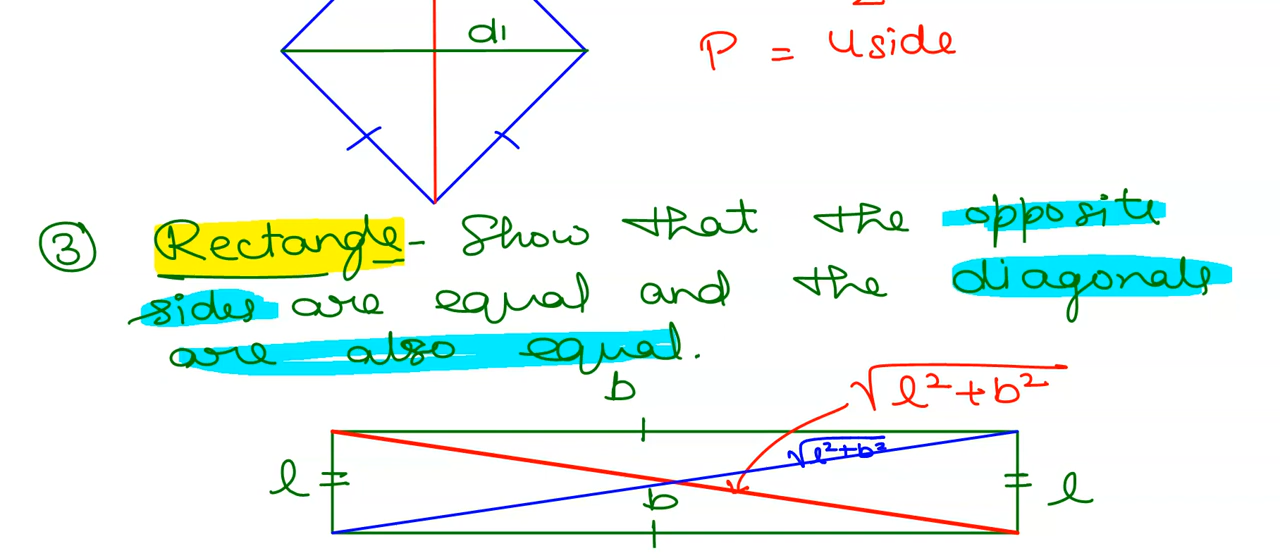 d1
P = 4side
③ Rectangle - Show that the opposite
sides are equal and the diagonals
are also equal.
b
√l²+b²
√l²+b²
l
b
l